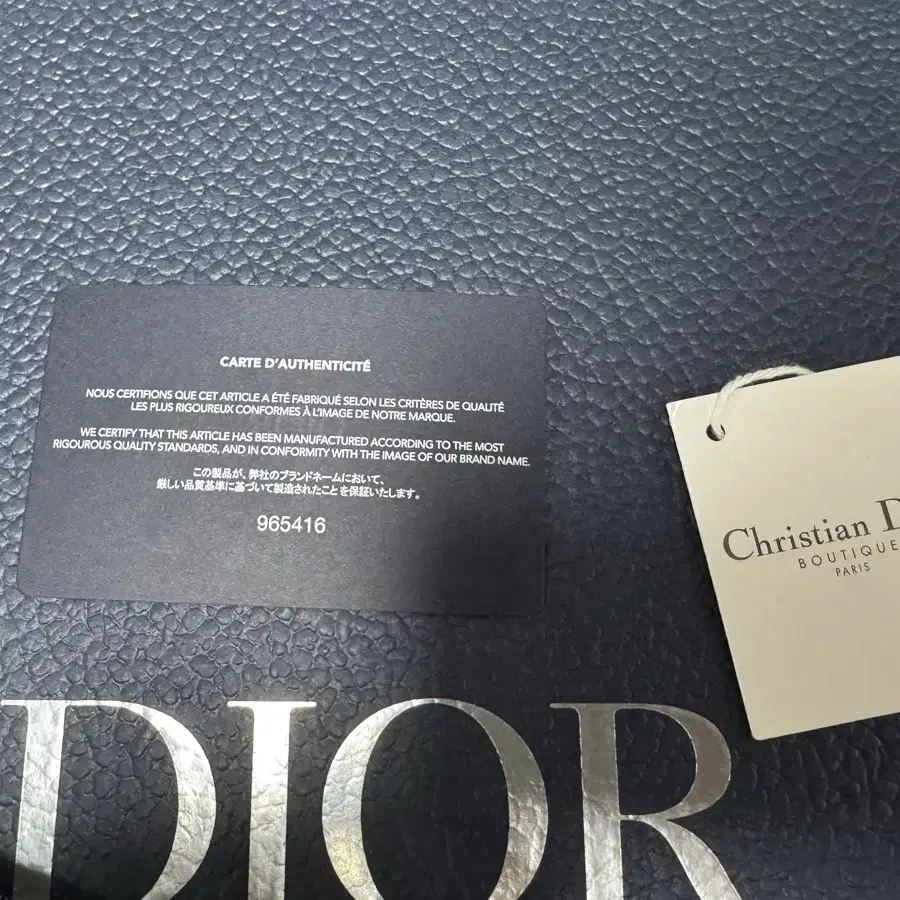 CARTE D'AUTHENTICITÉ
NOUS CERTIFIONS QUE CET ARTICLE A ÉTÉ FABRIQUÉ SELON LES CRITÈRES DE QUALITÉ
LES PLUS RIGOUREUX CONFORMES À L'IMAGE DE NOTRE MARQUE.
WE CERTIFY THAT THIS ARTICLE HAS BEEN MANUFACTURED ACCORDING TO THE MOST
RIGOUROUS QUALITY STANDARDS, AND IN CONFORMITY WITH THE IMAGE OF OUR BRAND NAME.
この製品が、弊社のブランドネームにおいて、
厳しい品質基準に基づいて製造されたことを保証いたします。
965416
Christian D
BOUTIQUE
PARIS
DIOR